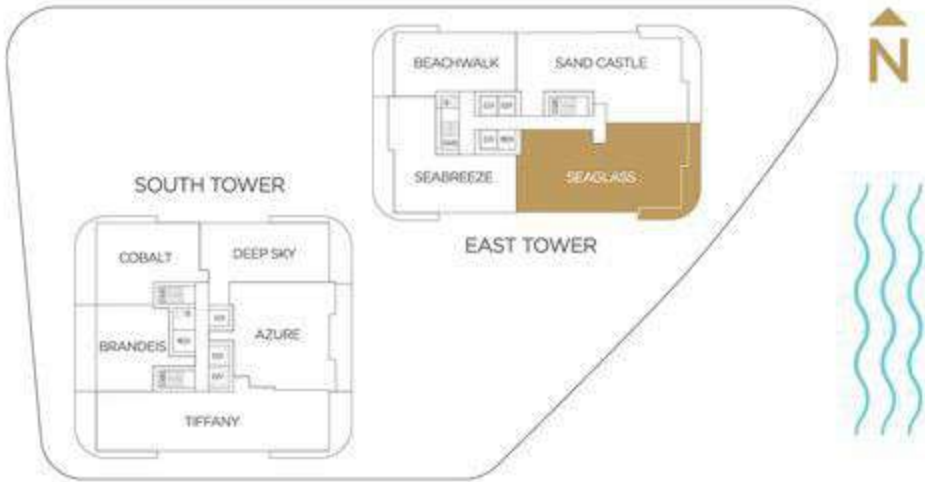 N
BEACHWALK
SAND CASTLE
SEABREEZE
SEAGLASS
SOUTH TOWER
EAST TOWER
COBALT
DEEP SKY
BRANDEIS
AZURE
TIFFANY